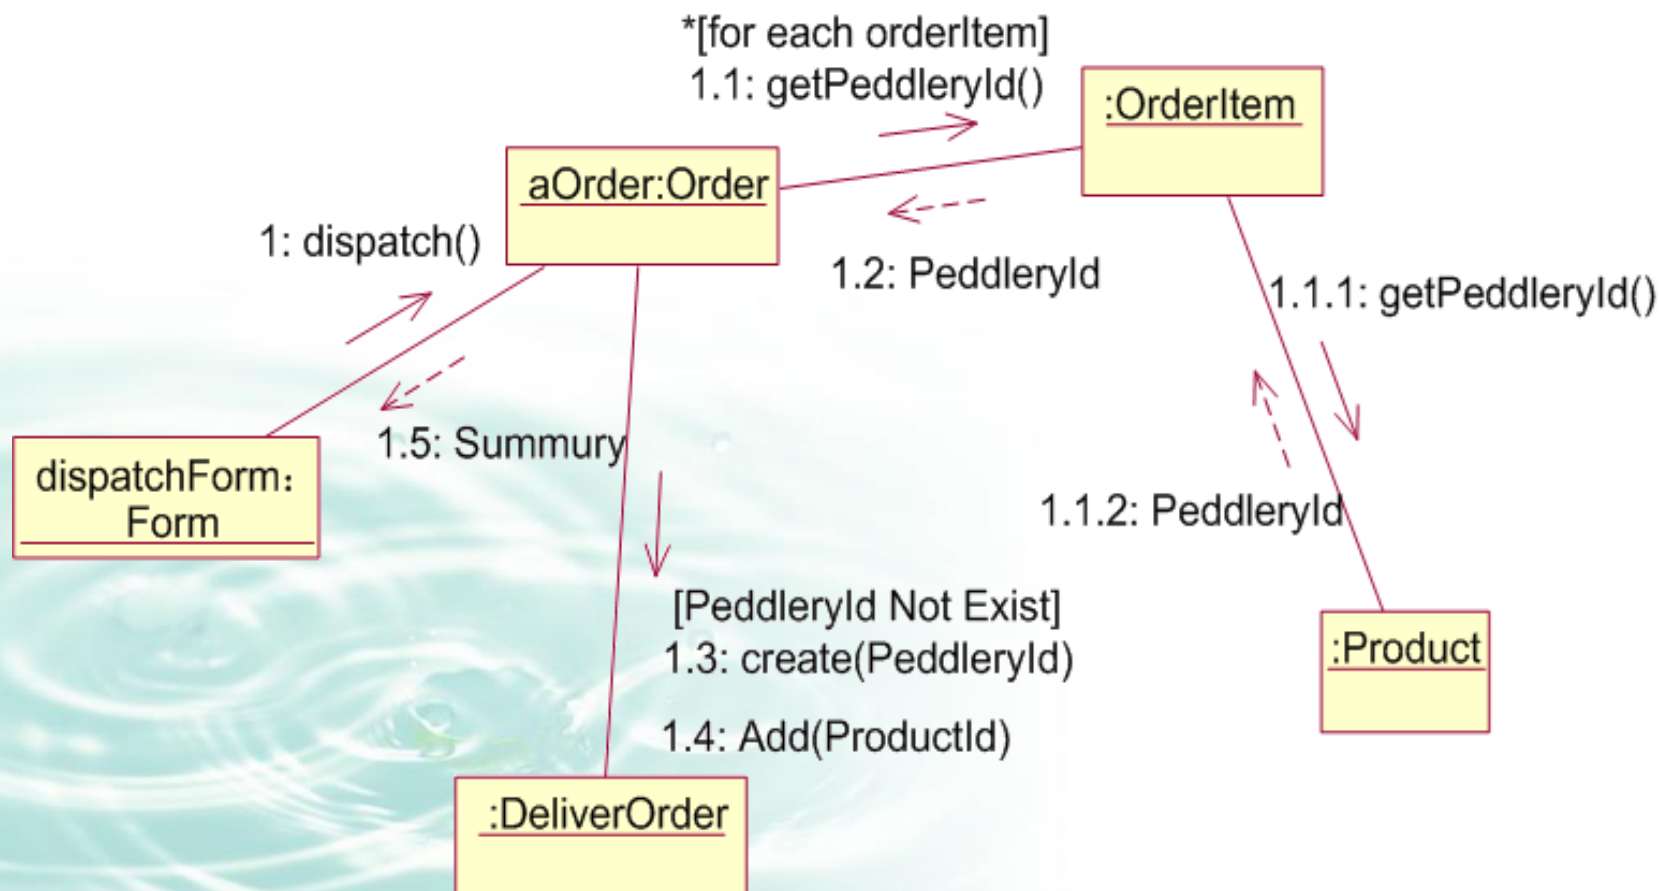 *[for each orderItem]
1.1: getPeddleryId()
:OrderItem
aOrder:Order
1: dispatch()
1.2: PeddleryId
1.1.1: getPeddleryId()
1.5: Summury
dispatchForm：
Form
1.1.2: PeddleryId
[PeddleryId Not Exist]
1.3: create(PeddleryId)
:Product
1.4: Add(ProductId)
:DeliverOrder